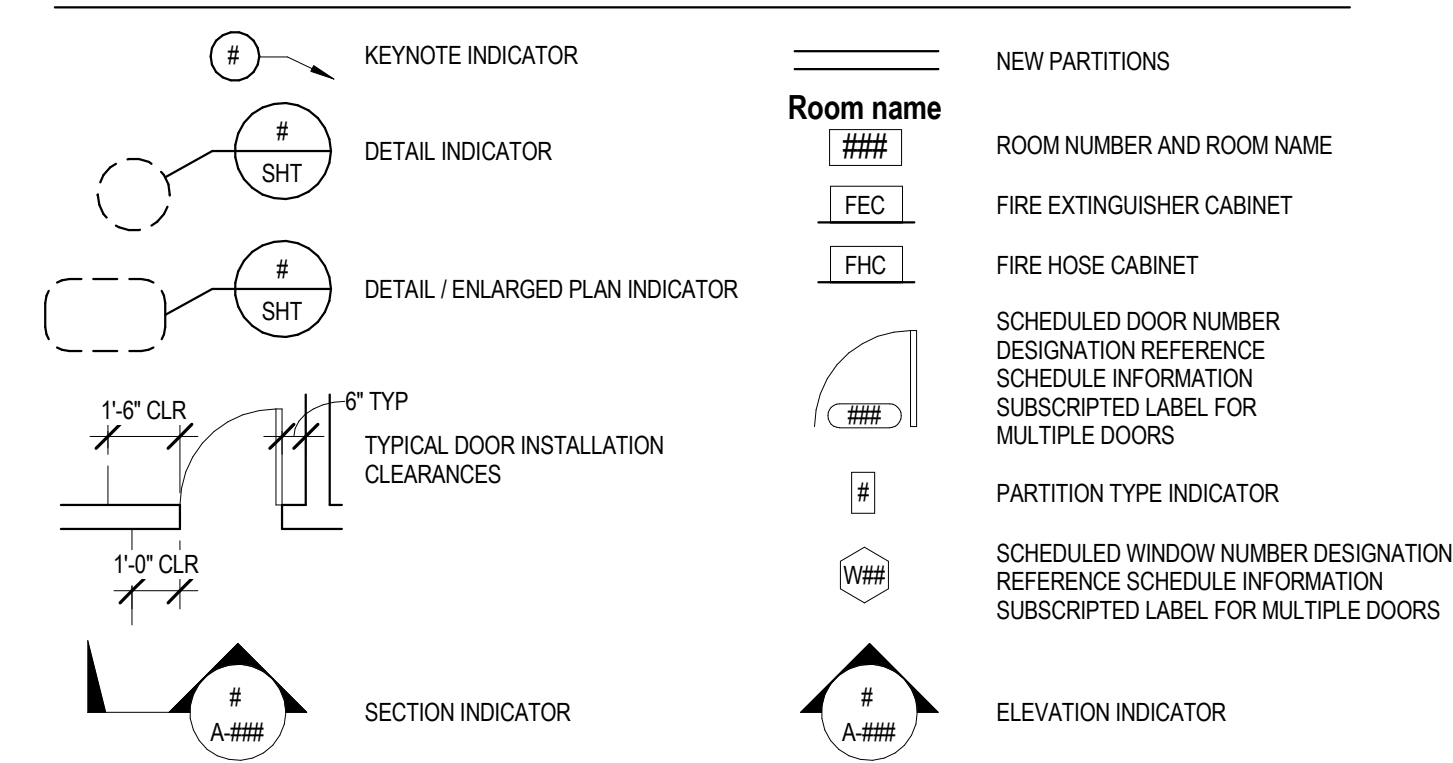 #
KEYNOTE INDICATOR
#
SHT
DETAIL INDICATOR
#
SHT
DETAIL / ENLARGED PLAN INDICATOR
1'-6" CLR
6" TYP
TYPICAL DOOR INSTALLATION
CLEARANCES
1'-0" CLR
#
A-###
SECTION INDICATOR
NEW PARTITIONS
Room name
###
ROOM NUMBER AND ROOM NAME
FEC
FIRE EXTINGUISHER CABINET
FHC
FIRE HOSE CABINET
###
SCHEDULED DOOR NUMBER
DESIGNATION REFERENCE
SCHEDULE INFORMATION
SUBSCRIPTED LABEL FOR
MULTIPLE DOORS
#
PARTITION TYPE INDICATOR
W##
SCHEDULED WINDOW NUMBER DESIGNATION
REFERENCE SCHEDULE INFORMATION
SUBSCRIPTED LABEL FOR MULTIPLE DOORS
#
A-###
ELEVATION INDICATOR